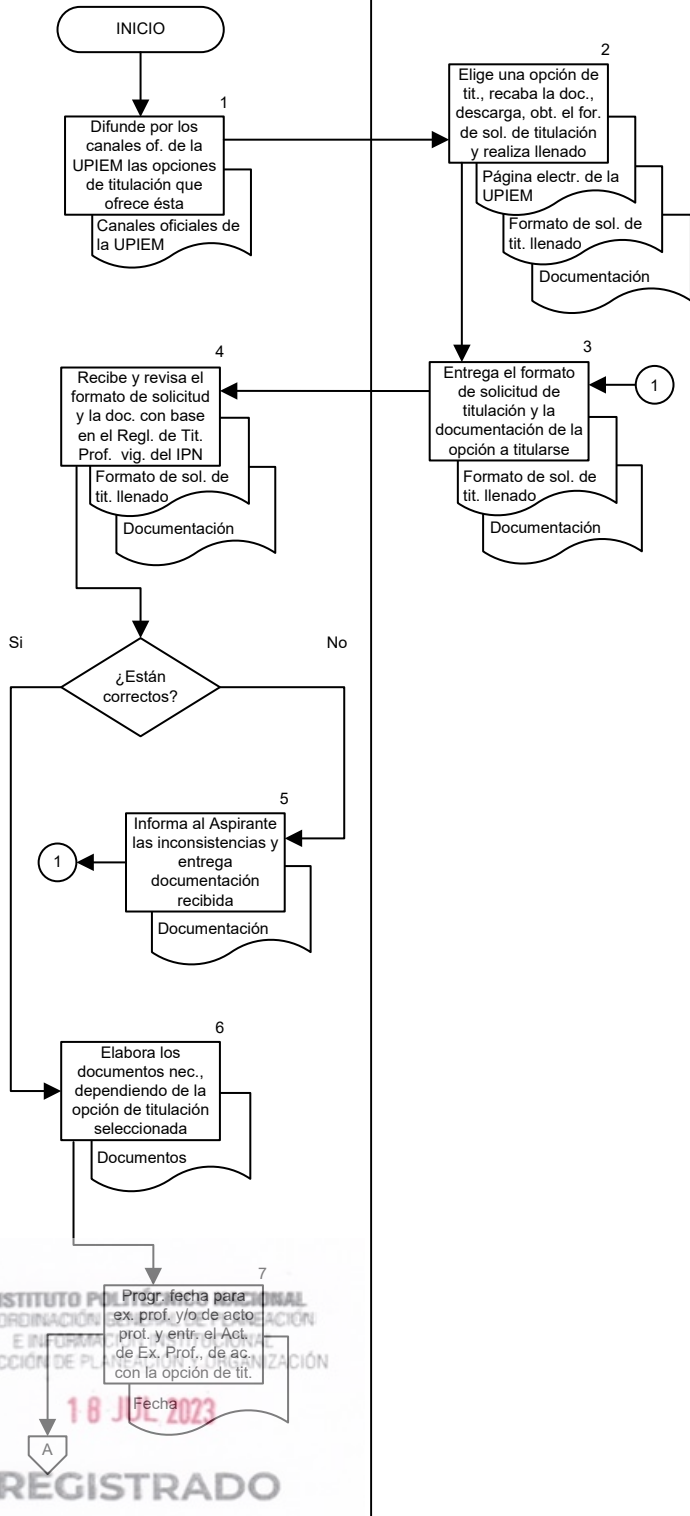 INICIO
1
Difunde por los
canales of. de la
UPIEM las opciones
de titulación que
ofrece ésta
Canales oficiales de
la UPIEM
2
Elige una opción de
tit., recaba la doc.,
descarga, obt. el for.
de sol. de titulación
y realiza llenado
Página electr. de la
UPIEM
Formato de sol. de
tit. llenado
Documentación
3
Entrega el formato
de solicitud de
titulación y la
documentación de la
opción a titularse
1
Formato de sol. de
tit. llenado
Documentación
4
Recibe y revisa el
formato de solicitud
y la doc. con base
en el Regl. de Tit.
Prof. vig. del IPN
Formato de sol. de
tit. llenado
Documentación
Si
No
¿Están
correctos?
5
Informa al Aspirante
las inconsistencias y
entrega
documentación
recibida
1
Documentación
6
Elabora los
documentos nec.,
dependiendo de la
opción de titulación
seleccionada
Documentos
7
Progr. fecha para
ex. prof. y/o de acto
prot. y entr. el Act.
de Ex. Prof., de ac.
con la opción de tit.
Fecha
A
18 JUL 2023
REGISTRADO